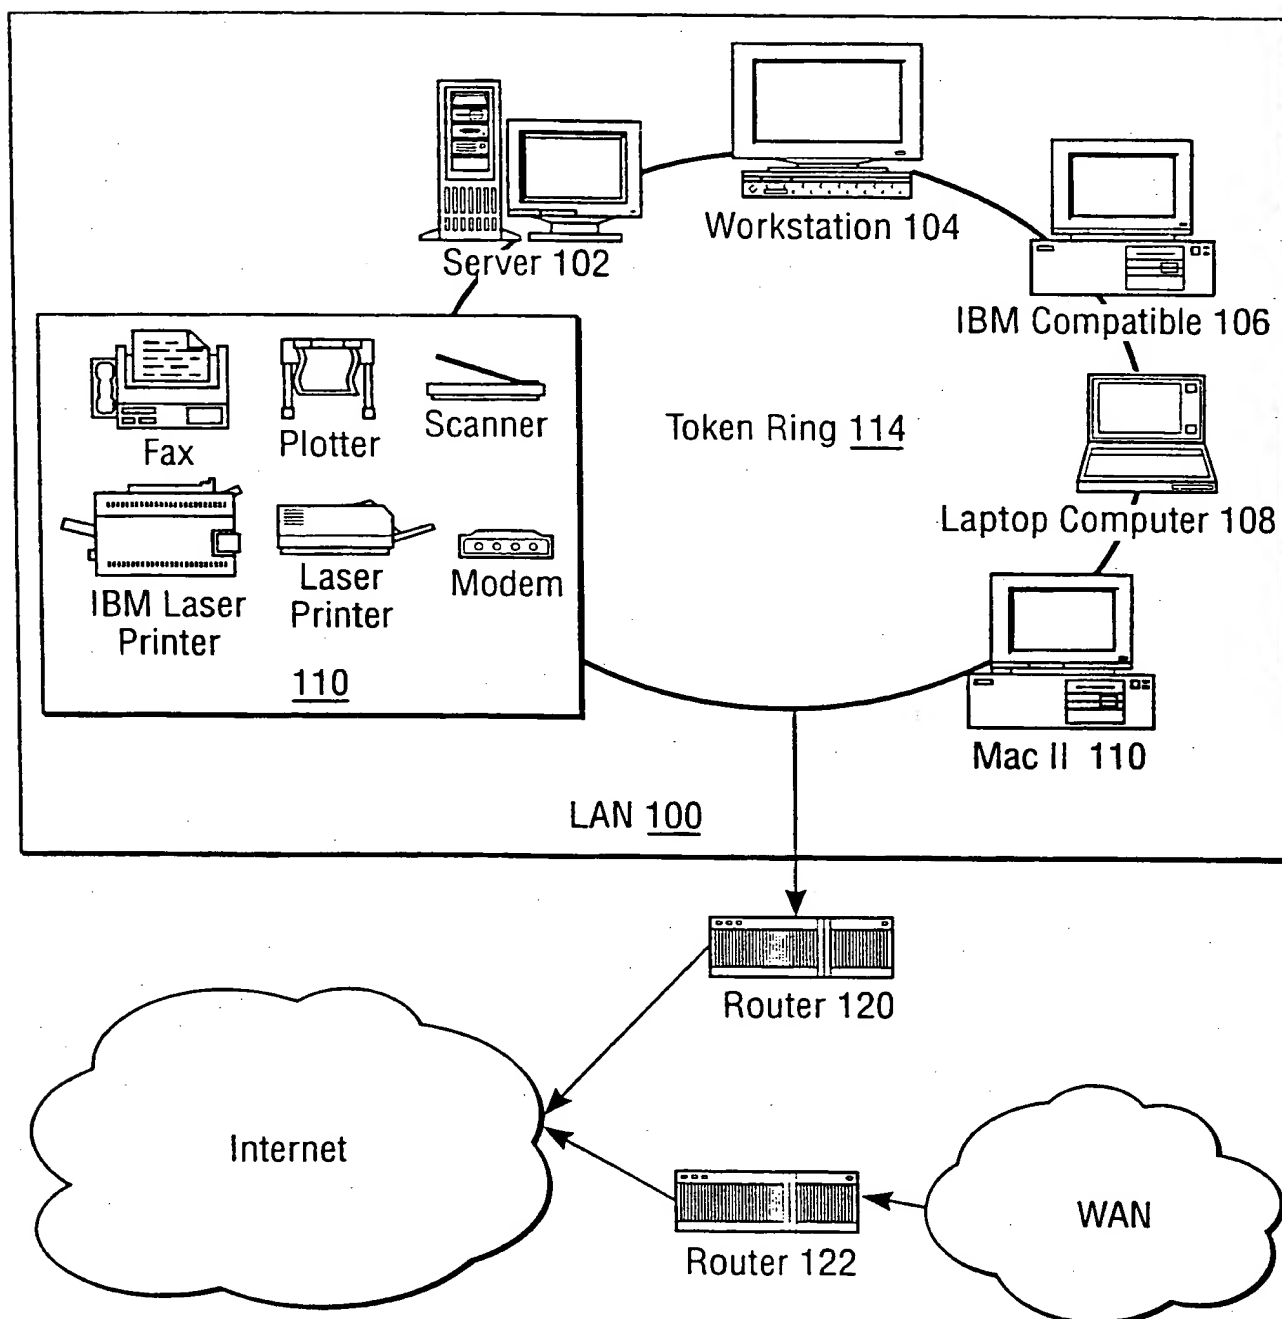 Server 102
Workstation 104
IBM Compatible 106
Fax
Plotter
Scanner
Token Ring 114
Laptop Computer 108
IBM Laser
Printer
Laser
Printer
Modem
110
Mac II 110
LAN 100
Router 120
Internet
Router 122
WAN